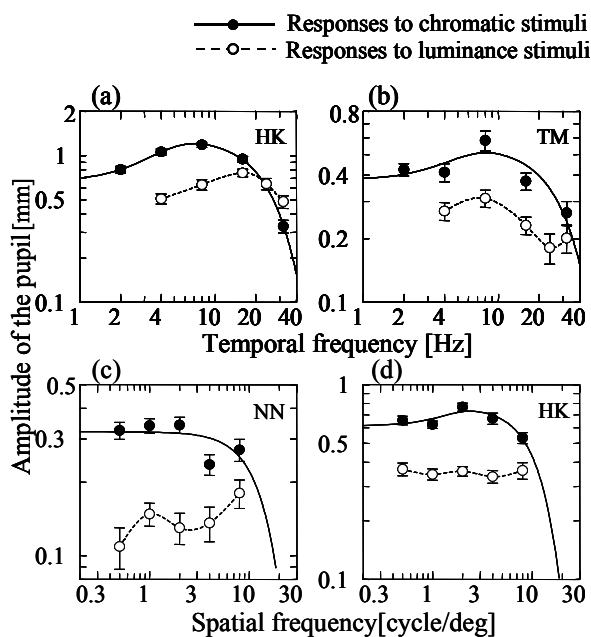 Responses to chromatic stimuli
Responses to luminance stimuli
(a)
(b)
2
1
0.5
0.1
HK
0.8
0.4
0.2
0.1
TM
1 2 4 10 20 40
1 2 4 10 20 40
Temporal frequency [Hz]
Amplitude of the pupil [mm]
(c)
(d)
0.5
0.3
0.1
NN
1
0.5
0.1
HK
0.3 1 3 10 30
0.3 1 3 10 30
Spatial frequency[cycle/deg]